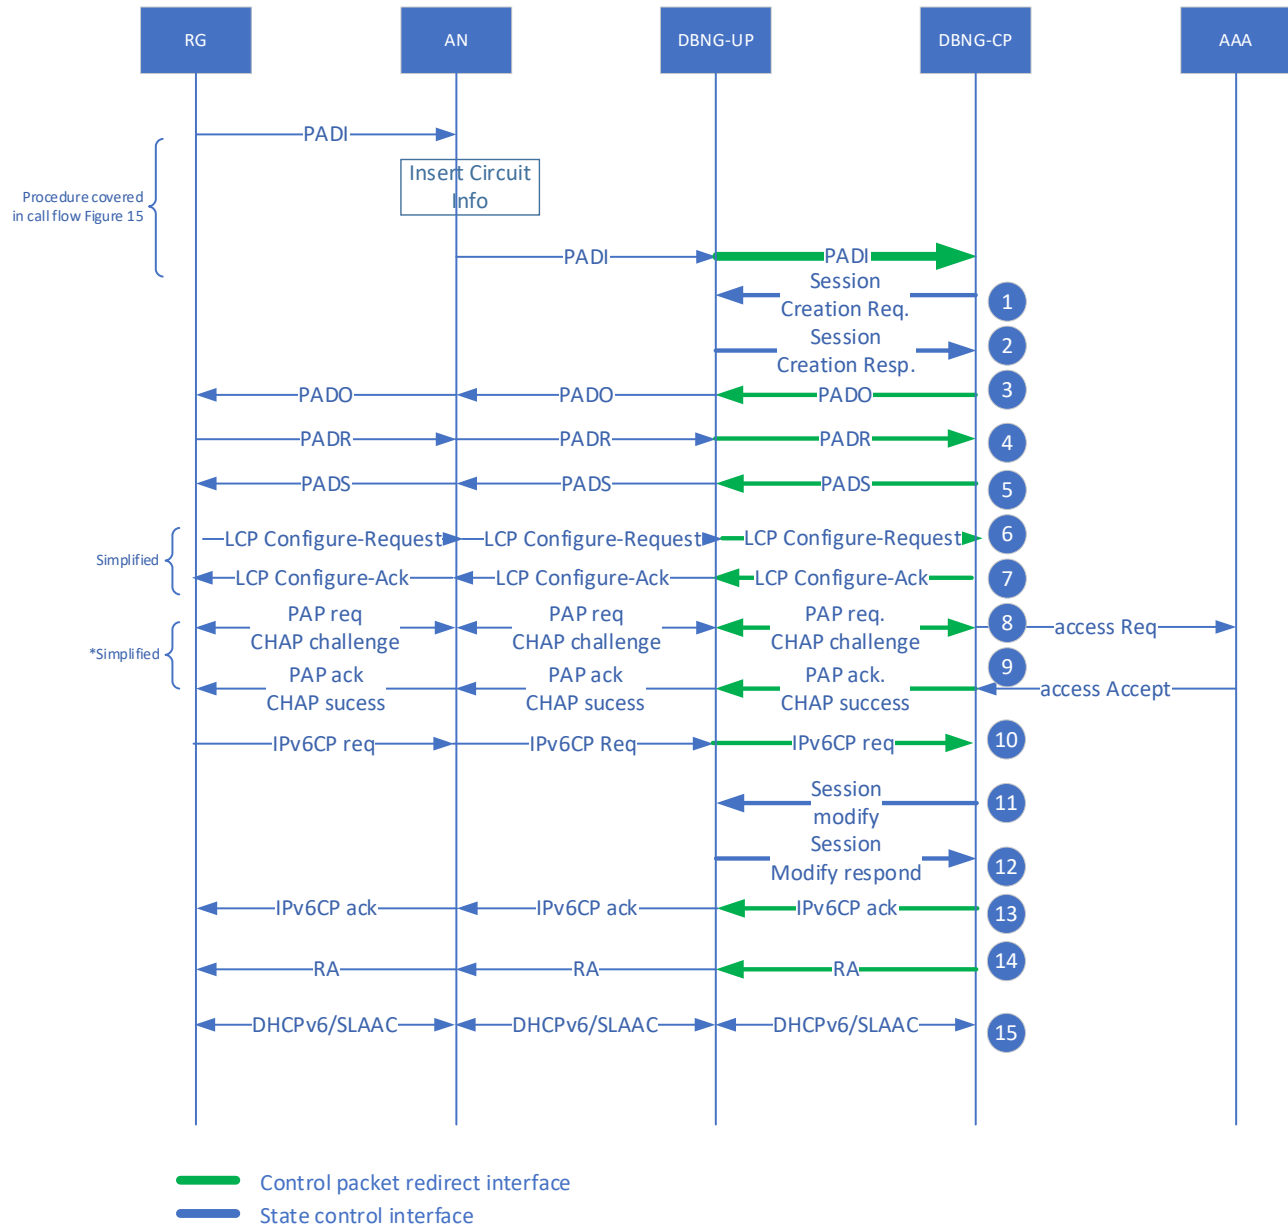 RG
AN
DBNG-UP
DBNG-CP
AAA
PADI
Procedure covered
in call flow Figure 15
Insert Circuit
Info
PADI
PADI
Session
Creation Req.
1
Session
Creation Resp.
2
PADO
PADO
PADO
3
PADR
PADR
PADR
4
PADS
PADS
PADS
5
Simplified
LCP Configure-Request
LCP Configure-Request
LCP Configure-Request
6
LCP Configure-Ack
LCP Configure-Ack
LCP Configure-Ack
7
*Simplified
PAP req
CHAP challenge
PAP req
CHAP challenge
PAP req.
CHAP challenge
8
access Req
PAP ack
CHAP sucess
PAP ack
CHAP sucess
PAP ack.
CHAP success
9
access Accept
IPv6CP req
IPv6CP Req
IPv6CP req
10
Session
modify
11
Session
Modify respond
12
IPv6CP ack
IPv6CP ack
IPv6CP ack
13
RA
RA
RA
14
DHCPv6/SLAAC
DHCPv6/SLAAC
DHCPv6/SLAAC
15
Control packet redirect interface
State control interface